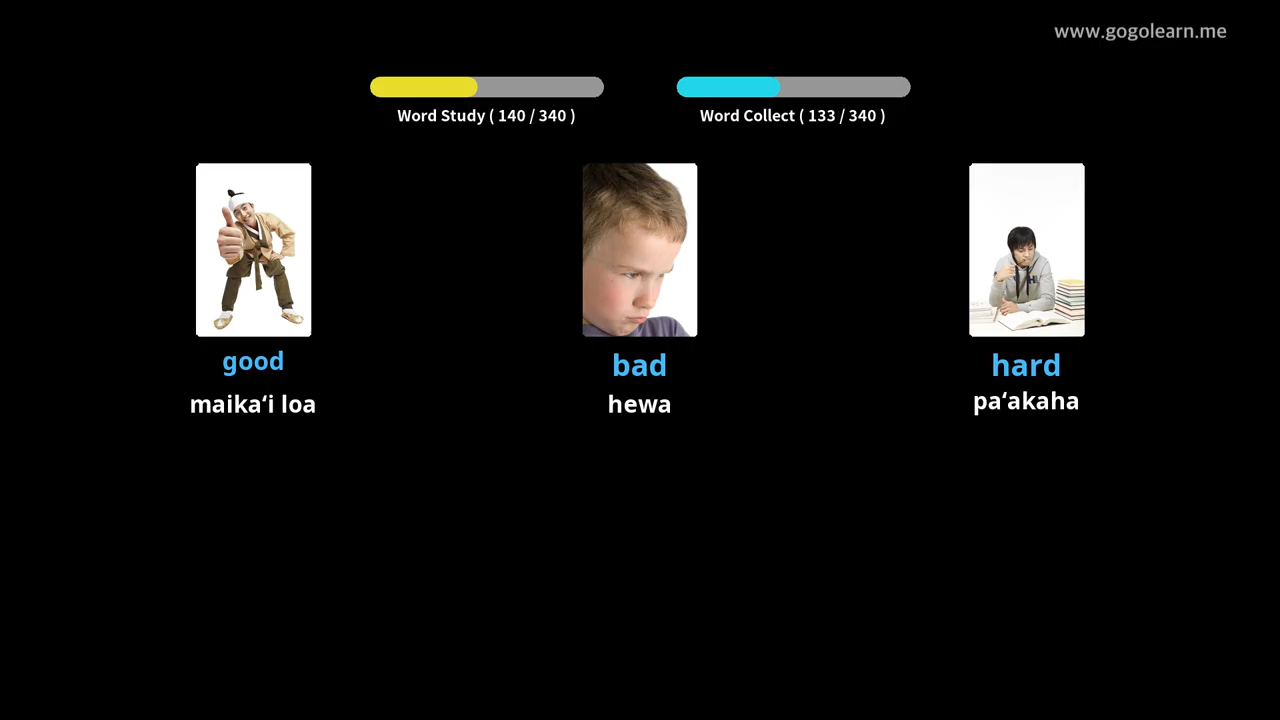 www.gogolearn.me
Word Study ( 140 / 340 )
Word Collect ( 133 / 340 )
good
bad
hard
maikaʻi loa
hewa
paʻakaha